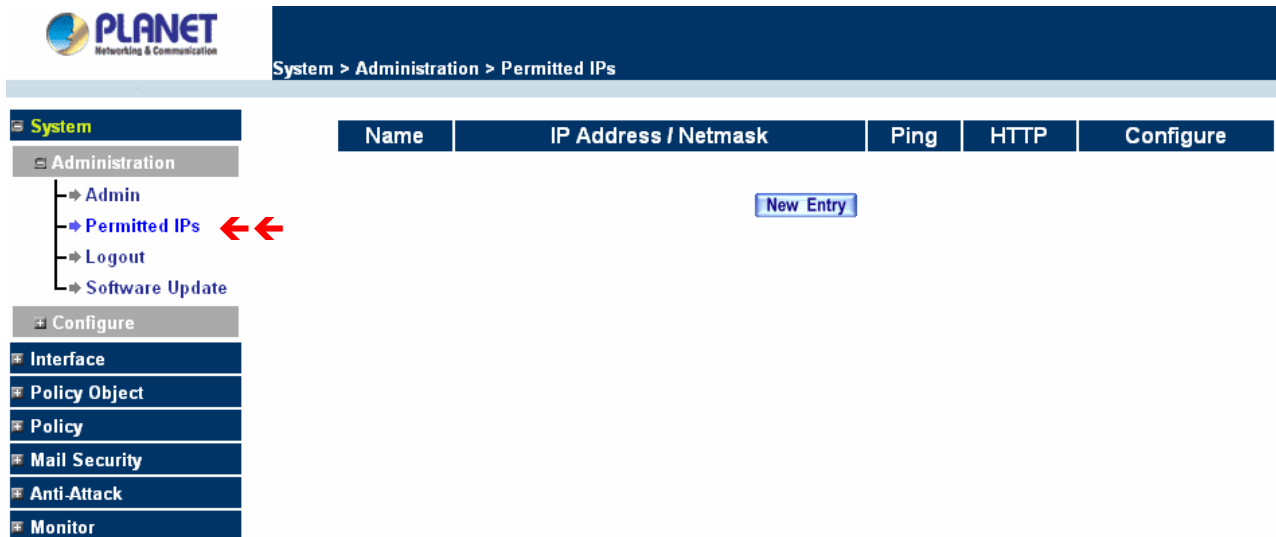 PLANET
Networking & Communication
System > Administration > Permitted IPs
System
Administration
Admin
Permitted IPs
Logout
Software Update
Configure
Interface
Policy Object
Policy
Mail Security
Anti-Attack
Monitor
Name IP Address / Netmask Ping HTTP Configure
New Entry